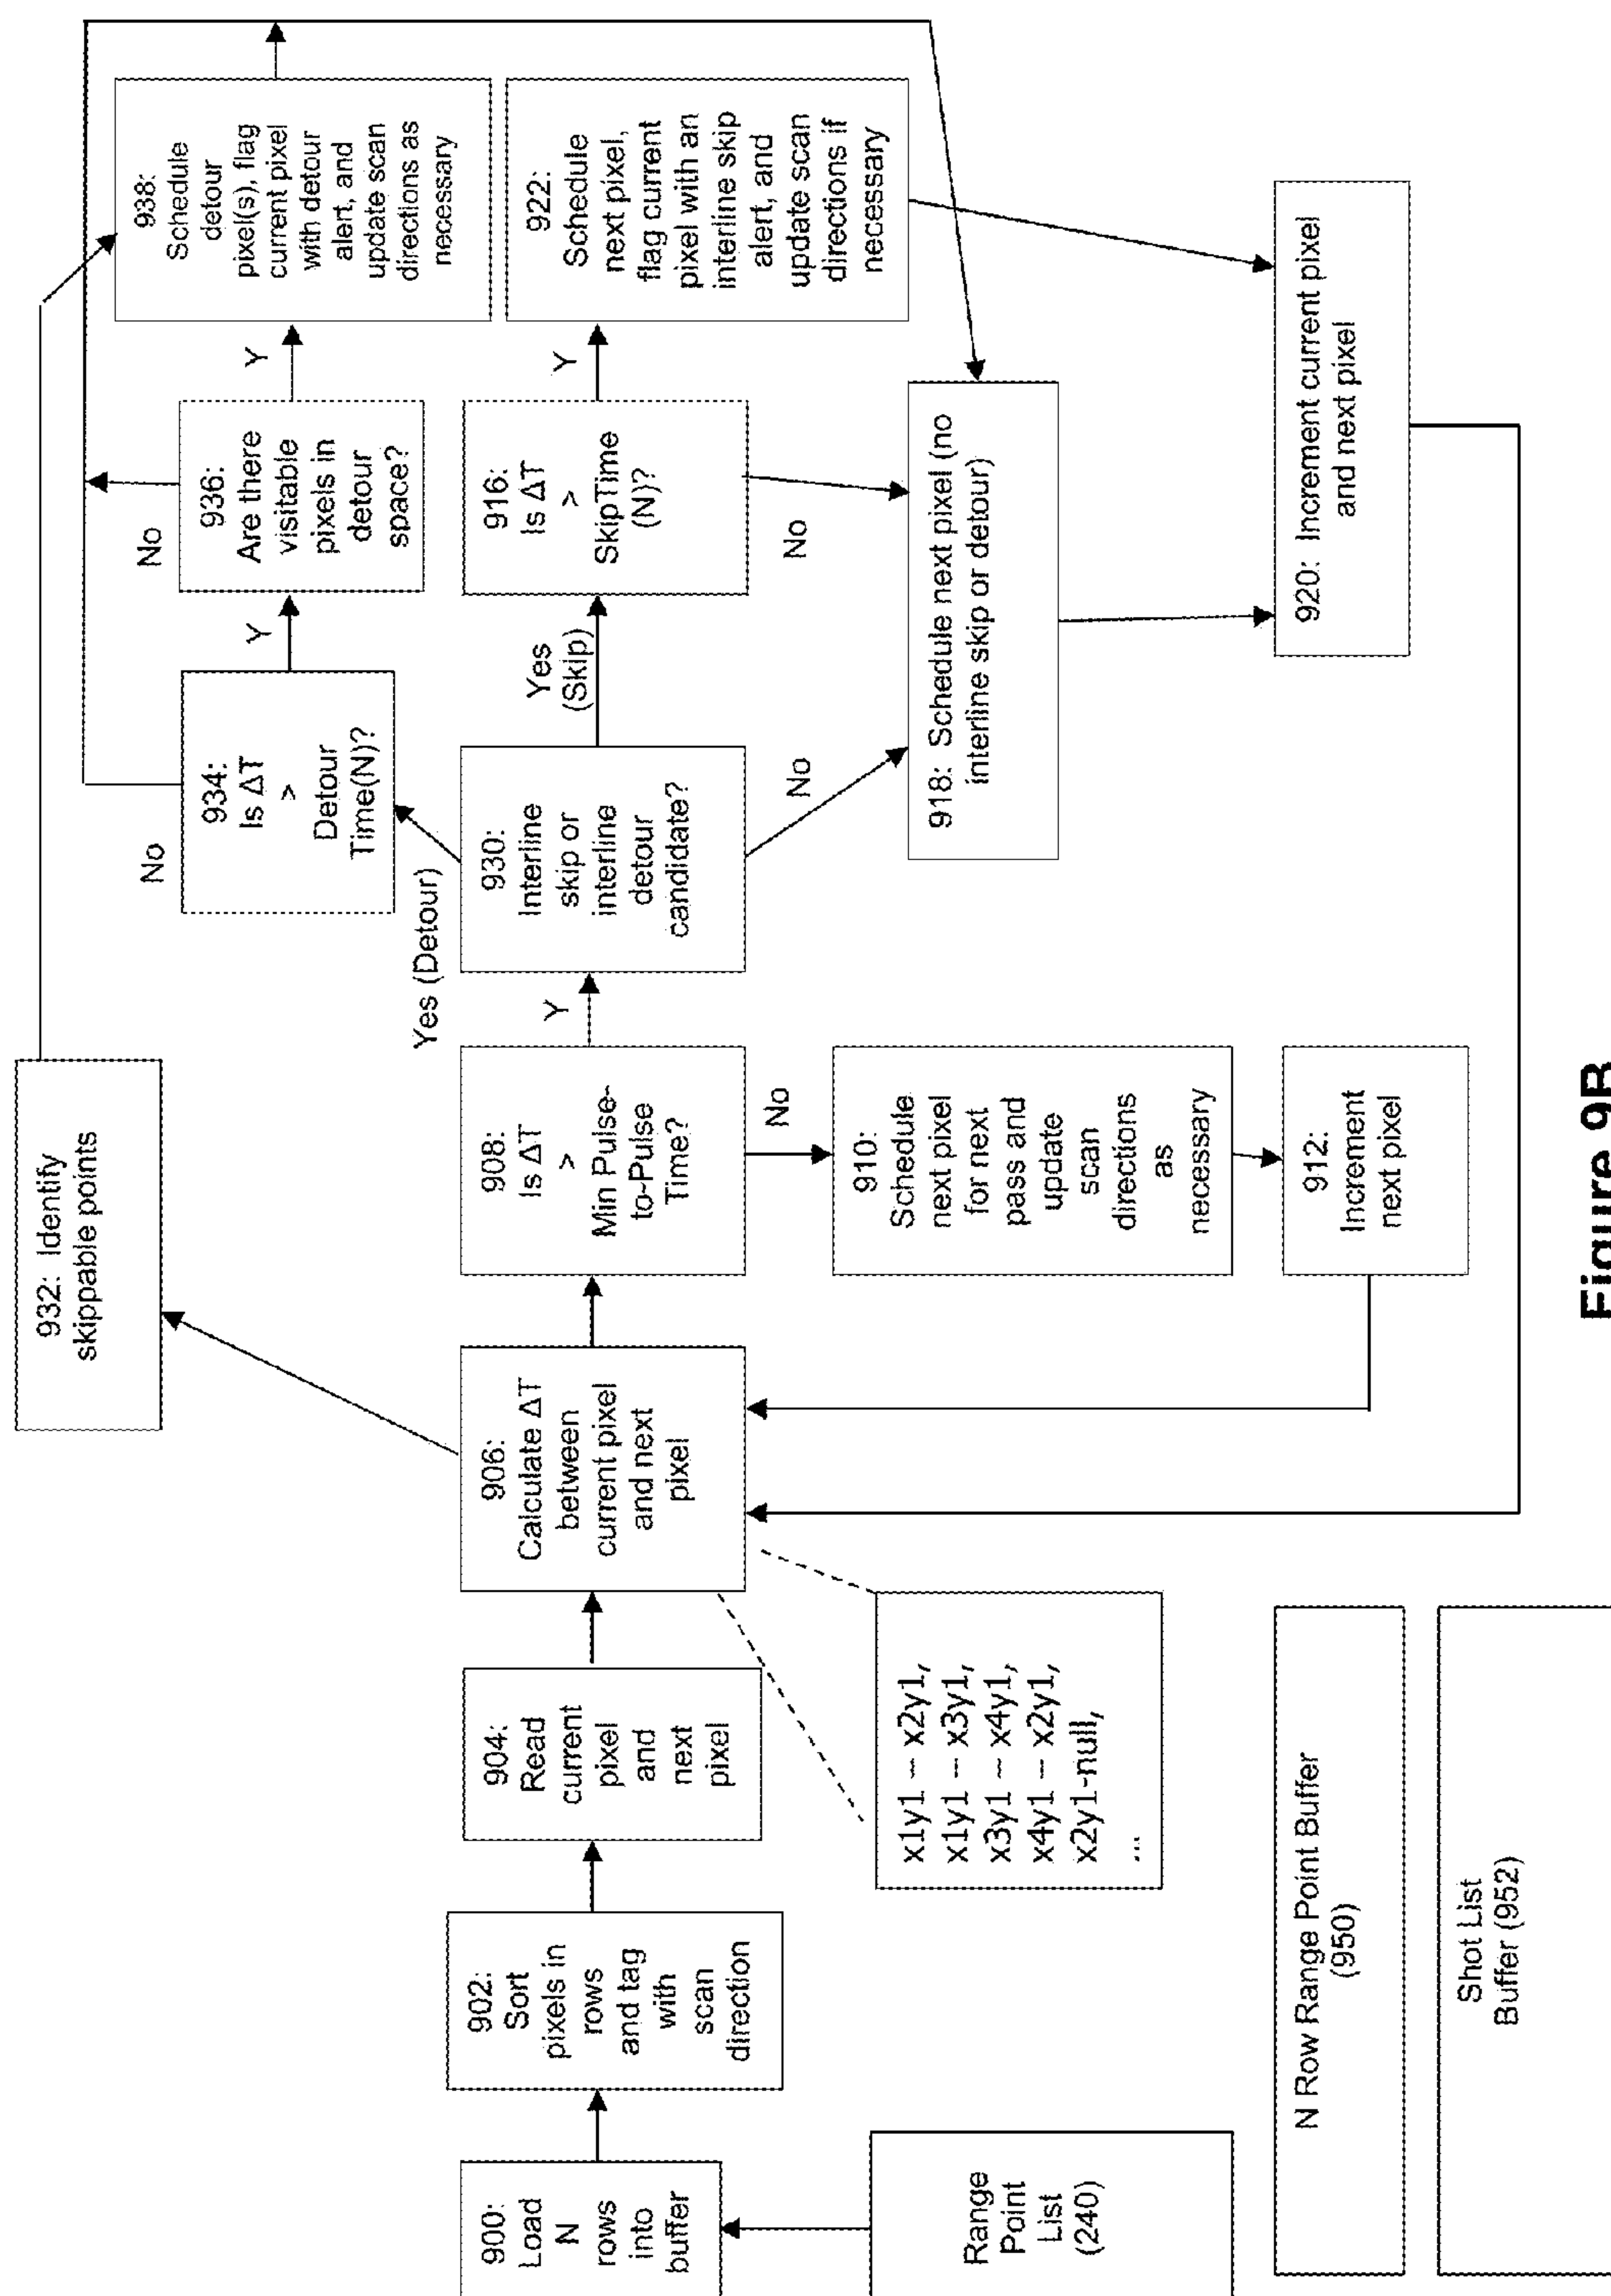 932: Identify
skippable points
938:
Schedule
detour
pixel(s), flag
current pixel
with detour
alert, and
update scan
directions as
necessary
No
934:
Is ΔT
>
Detour
Time(N)?
Y
No
936:
Are there
visitable
pixels in
detour
space?
Y
Yes (Detour)
900:
Load
N
rows
into
buffer
902:
Sort
pixels in
rows
and tag
with
scan
direction
904:
Read
current
pixel
and
next
pixel
906:
Calculate ΔT
between
current pixel
and next
pixel
908:
Is ΔT
>
Min Pulse-
to-Pulse
Time?
Y
930:
Interline
skip or
interline
detour
candidate?
Yes
(Skip)
916:
Is ΔT
>
SkipTime
(N)?
Y
922:
Schedule
next pixel,
flag current
pixel with an
interline skip
alert, and
update scan
directions if
necessary
No
No
No
Range
Point
List
(240)
x1y1 – x2y1,
x1y1 – x3y1,
x3y1 – x4y1,
x4y1 – x2y1,
x2y1-null,
...
910:
Schedule
next pixel
for next
pass and
update
scan
directions
as
necessary
918: Schedule next pixel (no
interline skip or detour)
912:
Increment
next pixel
920: Increment current pixel
and next pixel
N Row Range Point Buffer
(950)
Shot List
Buffer (952)
Figure 9B